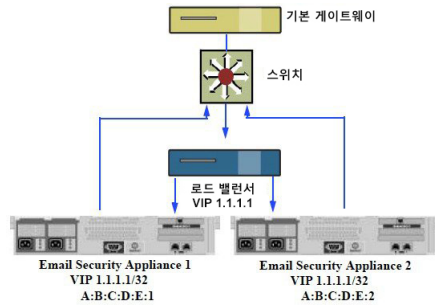 기본 게이트웨이
스위치
로드 밸런서
VIP 1.1.1.1
Email Security Appliance 1
VIP 1.1.1.1/32
A:B:C:D:E:1
Email Security Appliance 2
VIP 1.1.1.1/32
A:B:C:D:E:2